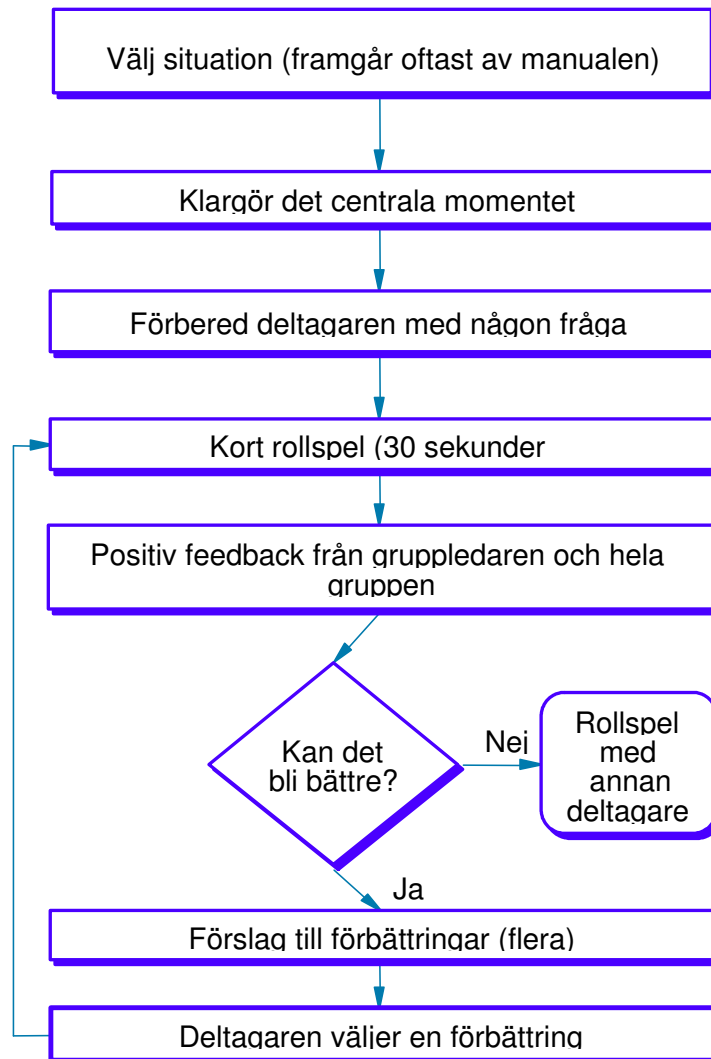 Välj situation (framgår oftast av manualen)
Klargör det centrala momentet
Förbered deltagaren med någon fråga
Kort rollspel (30 sekunder
Positiv feedback från gruppledaren och hela
gruppen
Kan det
bli bättre?
Nej
Rollspel
med
annan
deltagare
Ja
Förslag till förbättringar (flera)
Deltagaren väljer en förbättring